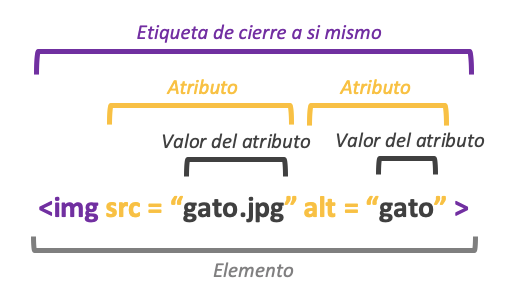 Etiqueta de cierre a si mismo
Atributo Atributo
Valor del atributo Valor del atributo
<img src = “gato.jpg” alt = “gato” >
Elemento